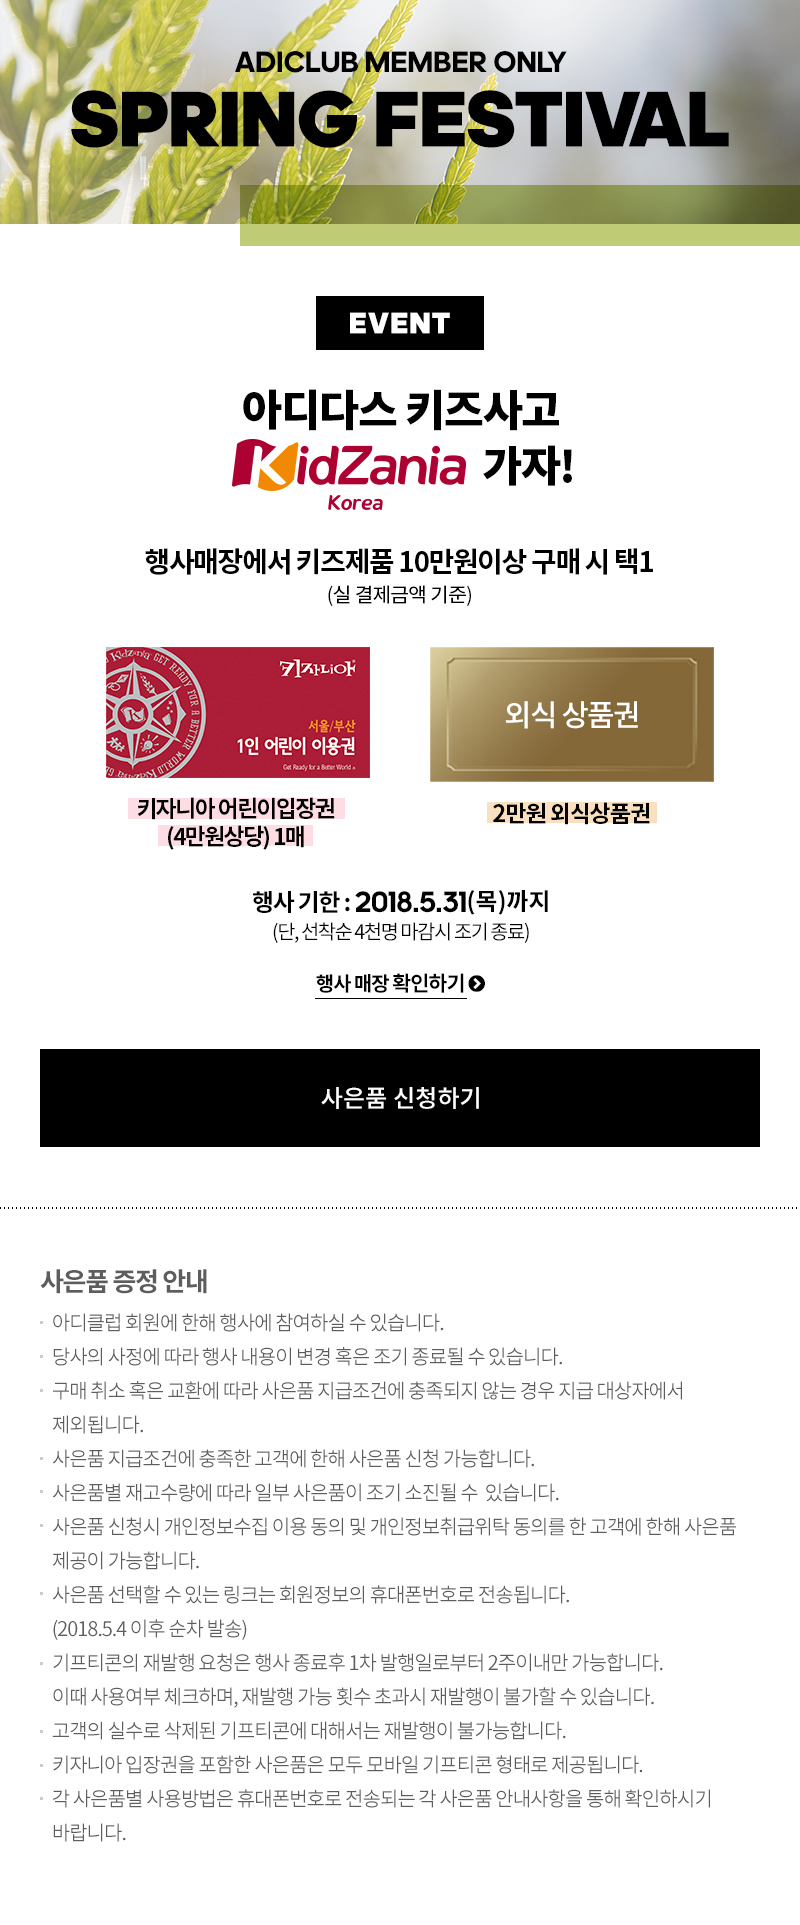 ADICLUB MEMBER ONLY
SPRING FESTIVAL
EVENT
아디다스 키즈사고
KidZania 가자!
Korea
행사매장에서 키즈제품 10만원이상 구매 시 택1
(실 결제금액 기준)
KidZania GET READY FOR A BETTER WORLD
키자니아
서울/부산
1인 어린이 이용권
Get Ready for a Better World
외식 상품권
키자니아 어린이입장권
(4만원상당) 1매
2만원 외식상품권
행사 기한 : 2018.5.31(목)까지
(단, 선착순 4천명 마감시 조기 종료)
행사 매장 확인하기
사은품 신청하기
사은품 증정 안내
· 아디클럽 회원에 한해 행사에 참여하실 수 있습니다.
· 당사의 사정에 따라 행사 내용이 변경 혹은 조기 종료될 수 있습니다.
· 구매 취소 혹은 교환에 따라 사은품 지급조건에 충족되지 않는 경우 지급 대상자에서
제외됩니다.
· 사은품 지급조건에 충족한 고객에 한해 사은품 신청 가능합니다.
· 사은품별 재고수량에 따라 일부 사은품이 조기 소진될 수 있습니다.
· 사은품 신청시 개인정보수집 이용 동의 및 개인정보취급위탁 동의를 한 고객에 한해 사은품
제공이 가능합니다.
· 사은품 선택할 수 있는 링크는 회원정보의 휴대폰번호로 전송됩니다.
(2018.5.4 이후 순차 발송)
· 기프티콘의 재발행 요청은 행사 종료후 1차 발행일로부터 2주이내만 가능합니다.
이때 사용여부 체크하며, 재발행 가능 횟수 초과시 재발행이 불가할 수 있습니다.
· 고객의 실수로 삭제된 기프티콘에 대해서는 재발행이 불가능합니다.
· 키자니아 입장권을 포함한 사은품은 모두 모바일 기프티콘 형태로 제공됩니다.
· 각 사은품별 사용방법은 휴대폰번호로 전송되는 각 사은품 안내사항을 통해 확인하시기
바랍니다.